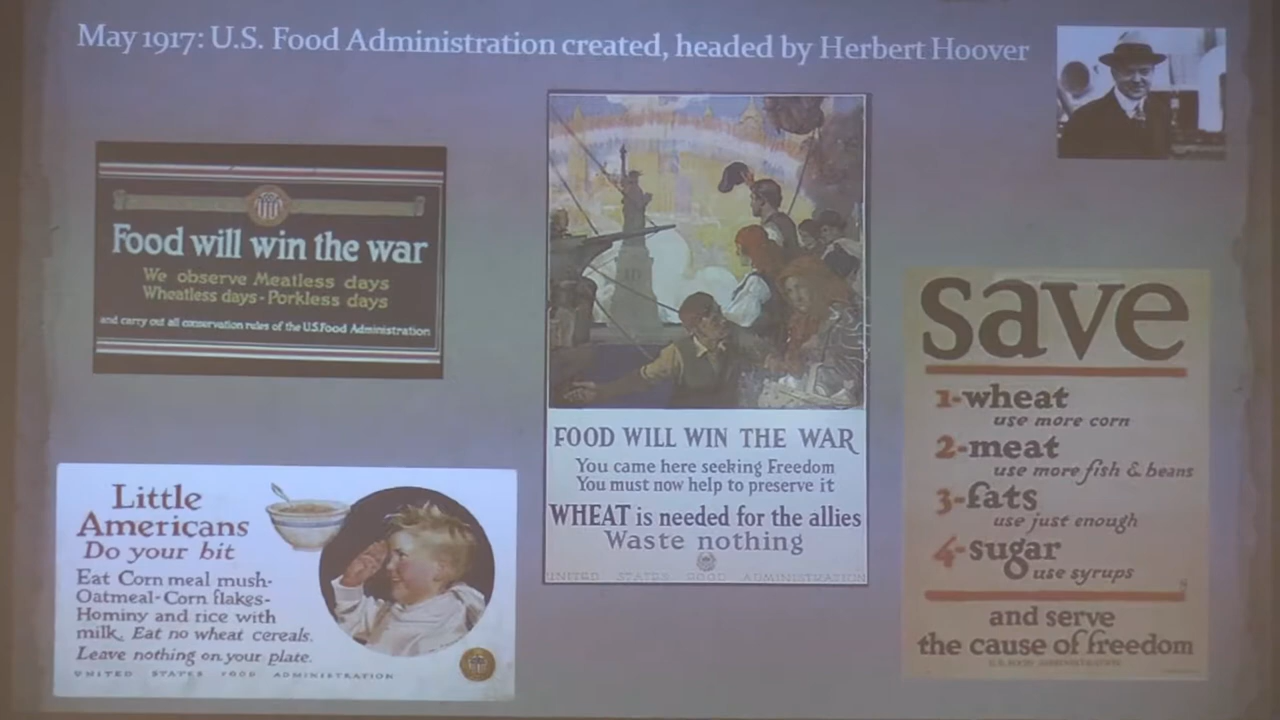 May 1917: U.S. Food Administration created, headed by Herbert Hoover
Food will win the war
We observe Meatless days
Wheatless days - Porkless days
and carry out all conservation rules of the U.S. Food Administration
Little
Americans
Do your bit
Eat Corn meal mush-
Oatmeal-Corn flakes-
Hominy and rice with
milk. Eat no wheat cereals.
Leave nothing on your plate.
UNITED STATES FOOD ADMINISTRATION
FOOD WILL WIN THE WAR
You came here seeking Freedom
You must now help to preserve it
WHEAT is needed for the allies
Waste nothing
UNITED STATES FOOD ADMINISTRATION
save
1-wheat
use more corn
2-meat
use more fish & beans
3-fats
use just enough
4-sugar
use syrups
and serve
the cause of freedom
U.S. FOOD ADMINISTRATION